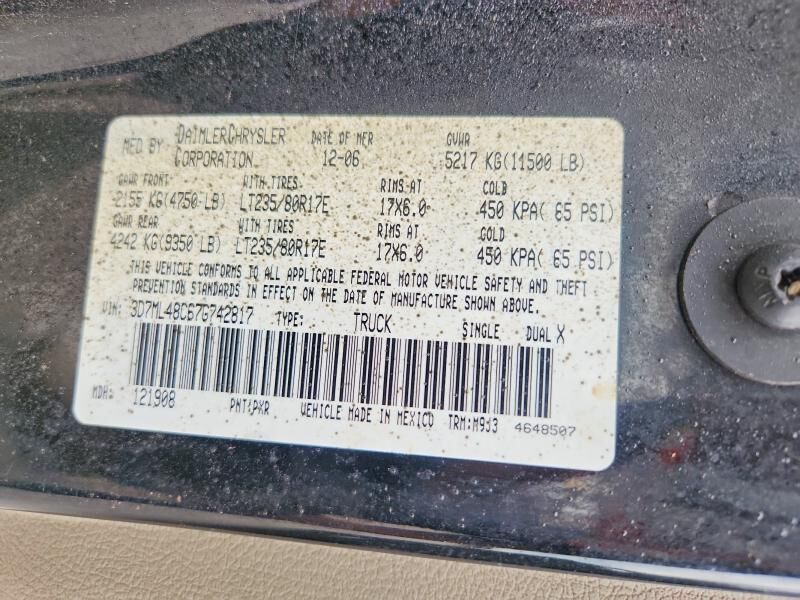 MFD BY DAIMLERCHRYSLER CORPORATION DATE OF MFR 12-06 GVWR 5217 KG(11500 LB)
GAWR FRONT WITH TIRES RIMS AT COLD
2155 KG(4750 LB) LT235/80R17E 17X6.0 450 KPA( 65 PSI)
GAWR REAR WITH TIRES RIMS AT COLD
4242 KG(9350 LB) LT235/80R17E 17X6.0 450 KPA( 65 PSI)
THIS VEHICLE CONFORMS TO ALL APPLICABLE FEDERAL MOTOR VEHICLE SAFETY AND THEFT
PREVENTION STANDARDS IN EFFECT ON THE DATE OF MANUFACTURE SHOWN ABOVE.
VIN: 3D7ML48C67G742817 TYPE: TRUCK SINGLE DUAL X
MDH: 121908 PNT:PXR VEHICLE MADE IN MEXICO TRM:M9J3 4648507